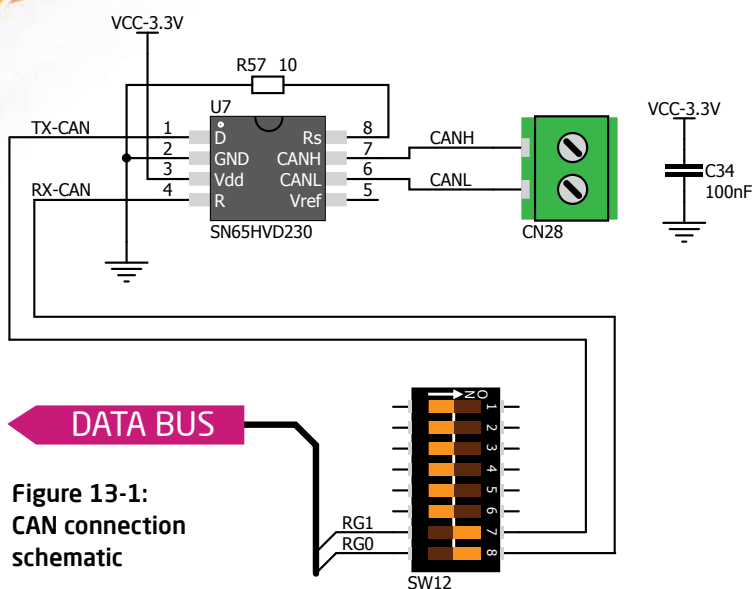 VCC-3.3V
R57 10
U7
TX-CAN 1 D Rs 8
2 GND CANH 7 CANH
3 Vdd CANL 6 CANL
RX-CAN 4 R Vref 5
SN65HVD230
CN28
VCC-3.3V
C34
100nF
DATA BUS
ON
1
2
3
4
5
6
RG1 7
RG0 8
SW12
Figure 13-1:
CAN connection
schematic